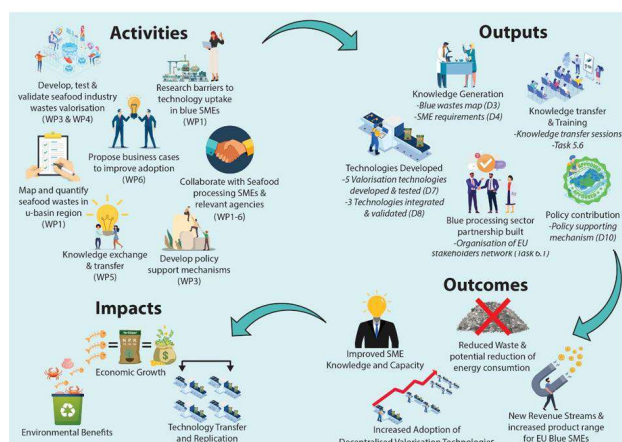 Activities
Develop, test &
validate seafood industry
wastes valorisation
(WP3 & WP4)
Research barriers to
technology uptake
in blue SMEs
(WP1)
Propose business cases
to improve adoption
(WP6)
Map and quantify
seafood wastes in
u-basin region
(WP1)
Collaborate with Seafood
processing SMEs &
relevant agencies
(WP1-6)
Knowledge exchange
& transfer
(WP5)
Develop policy
support mechanisms
(WP3)
Outputs
Knowledge Generation
-Blue wastes map (D3)
-SME requirements (D4)
Knowledge transfer
& Training
-Knowledge transfer sessions
-Task 5.6
Technologies Developed
-5 Valorisation technologies
developed & tested (D7)
-3 Technologies integrated
& validated (D8)
Blue processing sector
partnership built
-Organisation of EU
stakeholders network (Task 6.1)
Policy contribution
-Policy supporting
mechanism (D10)
Impacts
Economic Growth
Environmental Benefits
Technology Transfer
and Replication
Outcomes
Improved SME
Knowledge and Capacity
Reduced Waste &
potential reduction of
energy consumtion
Increased Adoption of
Decentralised Valorisation Technologies
New Revenue Streams &
increased product range
for EU Blue SMEs